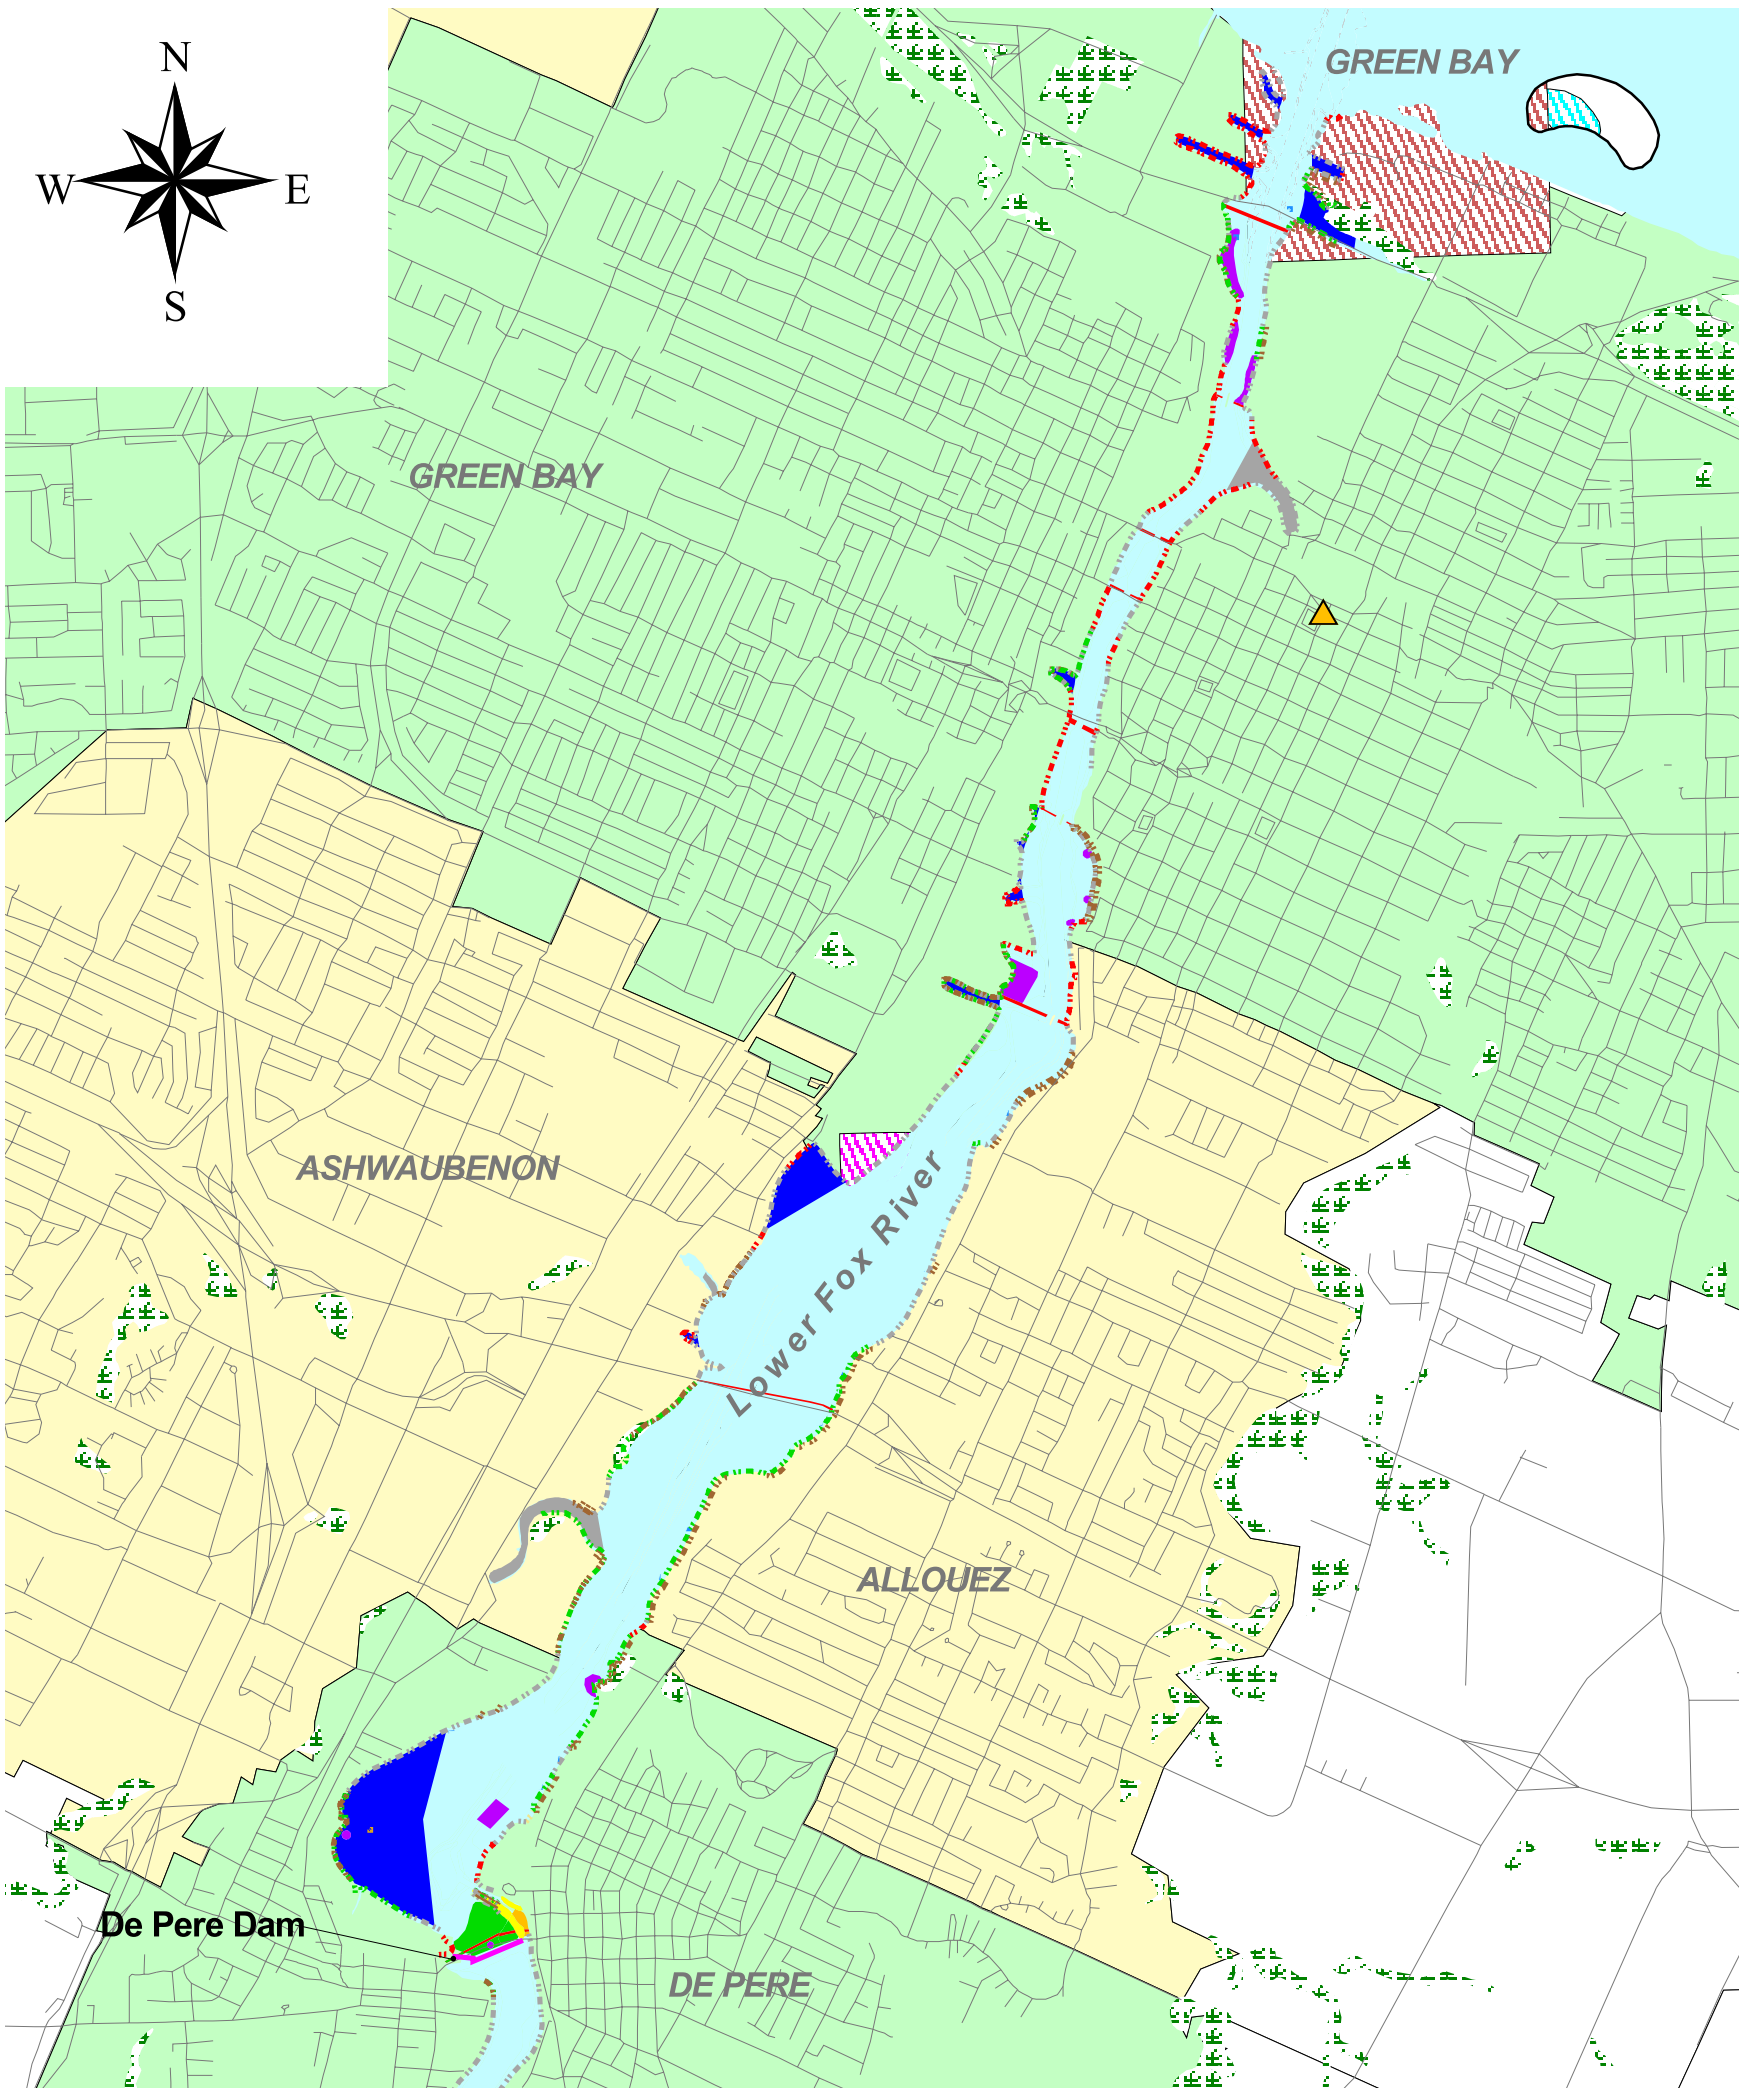 N
GREEN BAY
W
E
S
GREEN BAY
ASHWAUBENON
Lower Fox River
ALLOUEZ
De Pere Dam
DE PERE